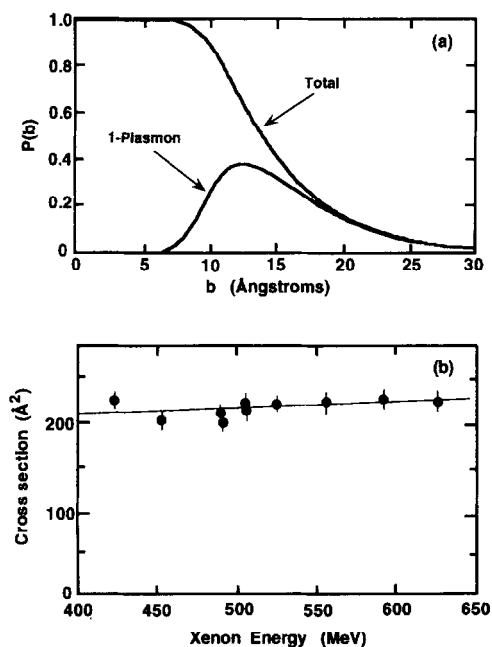 1.0
(a)
0.8
Total
0.6
P(b)
1-Plasmon
0.4
0.2
0
0 5 10 15 20 25 30
b (Ångstroms)
(b)
Cross section (Å²)
200
100
0
400 450 500 550 600 650
Xenon Energy (MeV)